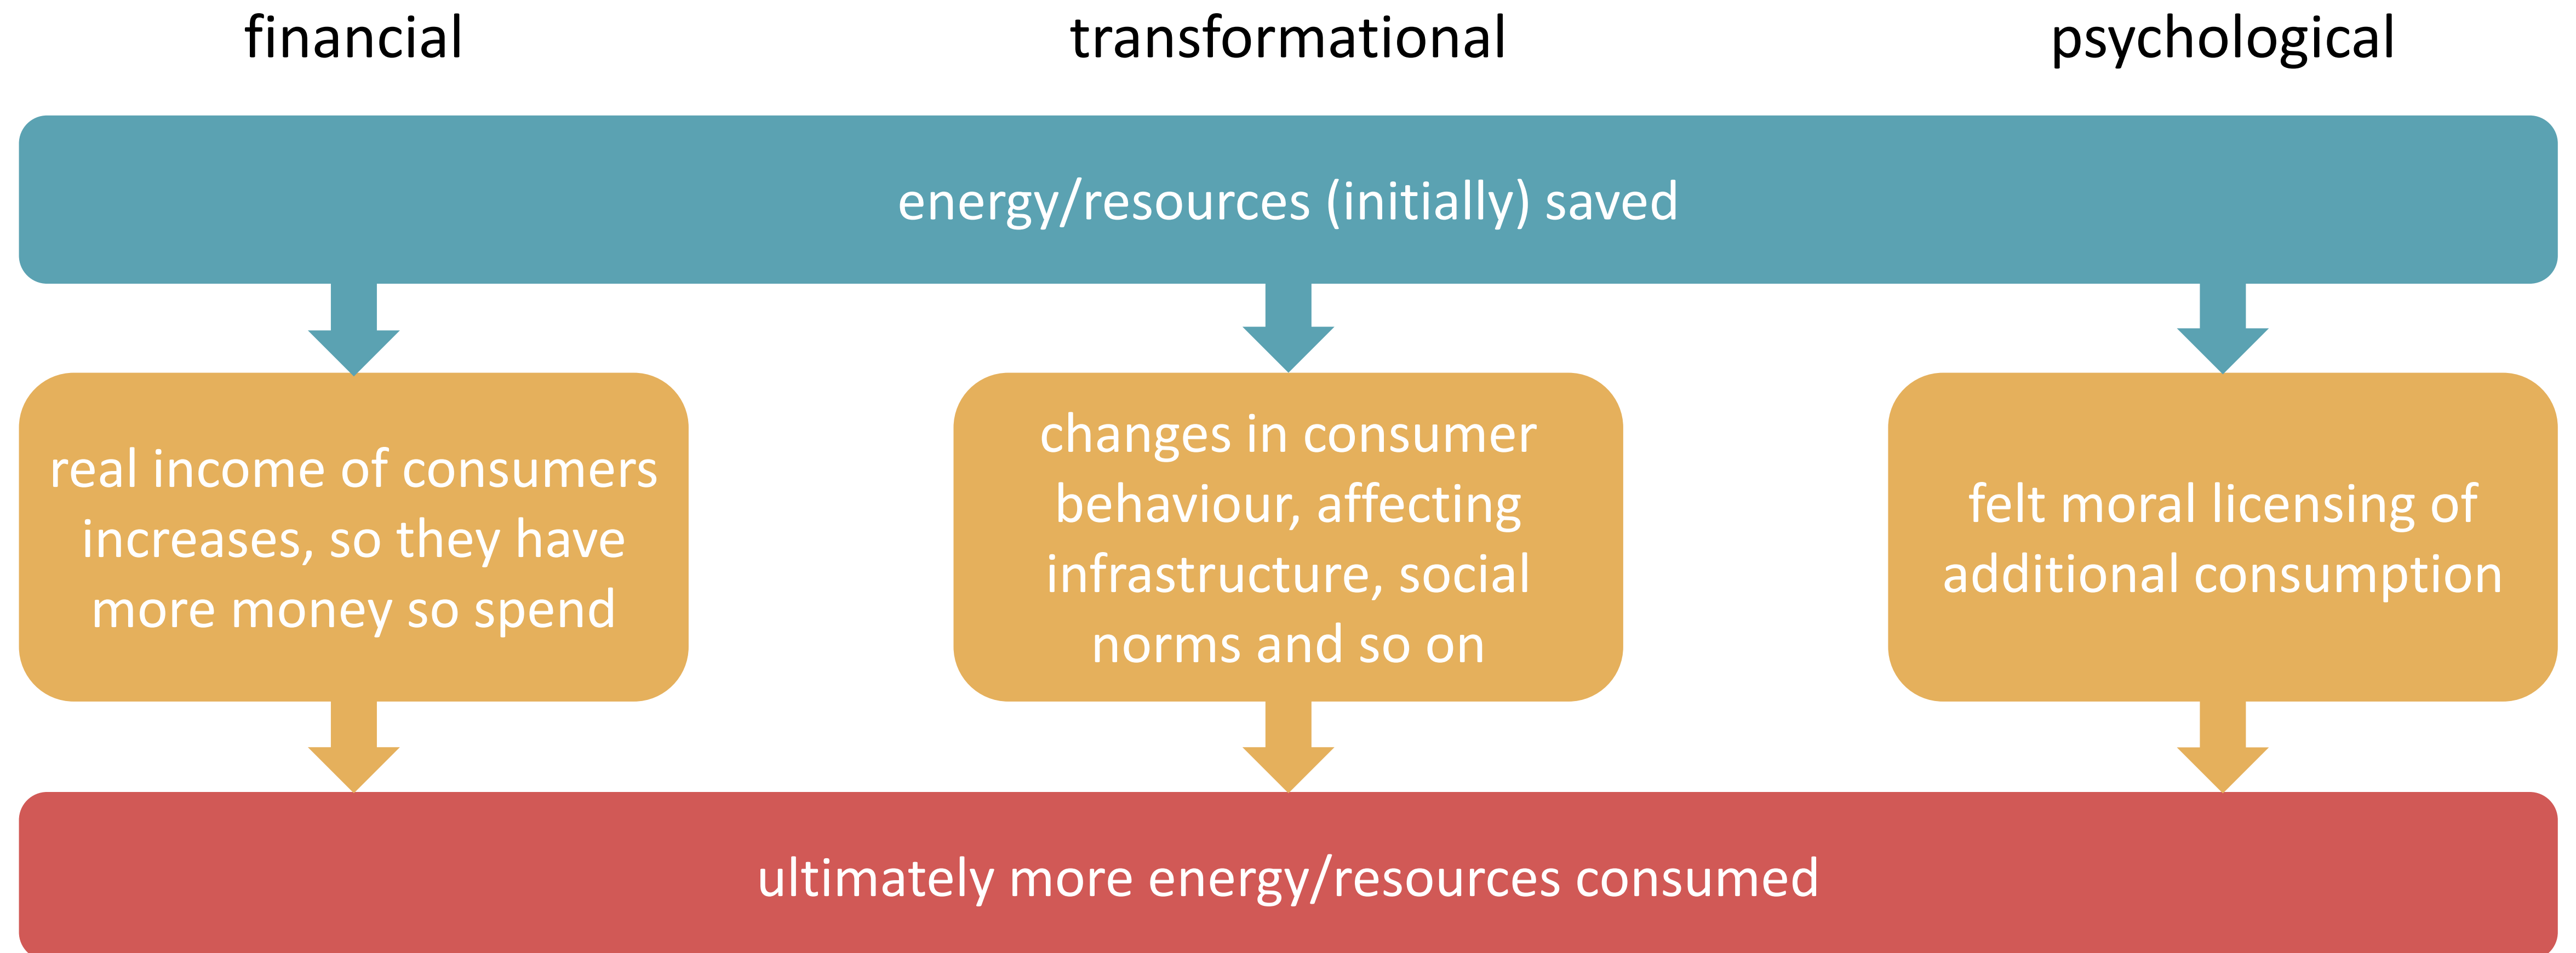 financial
transformational
psychological
energy/resources (initially) saved
real income of consumers
increases, so they have
more money so spend
changes in consumer
behaviour, affecting
infrastructure, social
norms and so on
felt moral licensing of
additional consumption
ultimately more energy/resources consumed